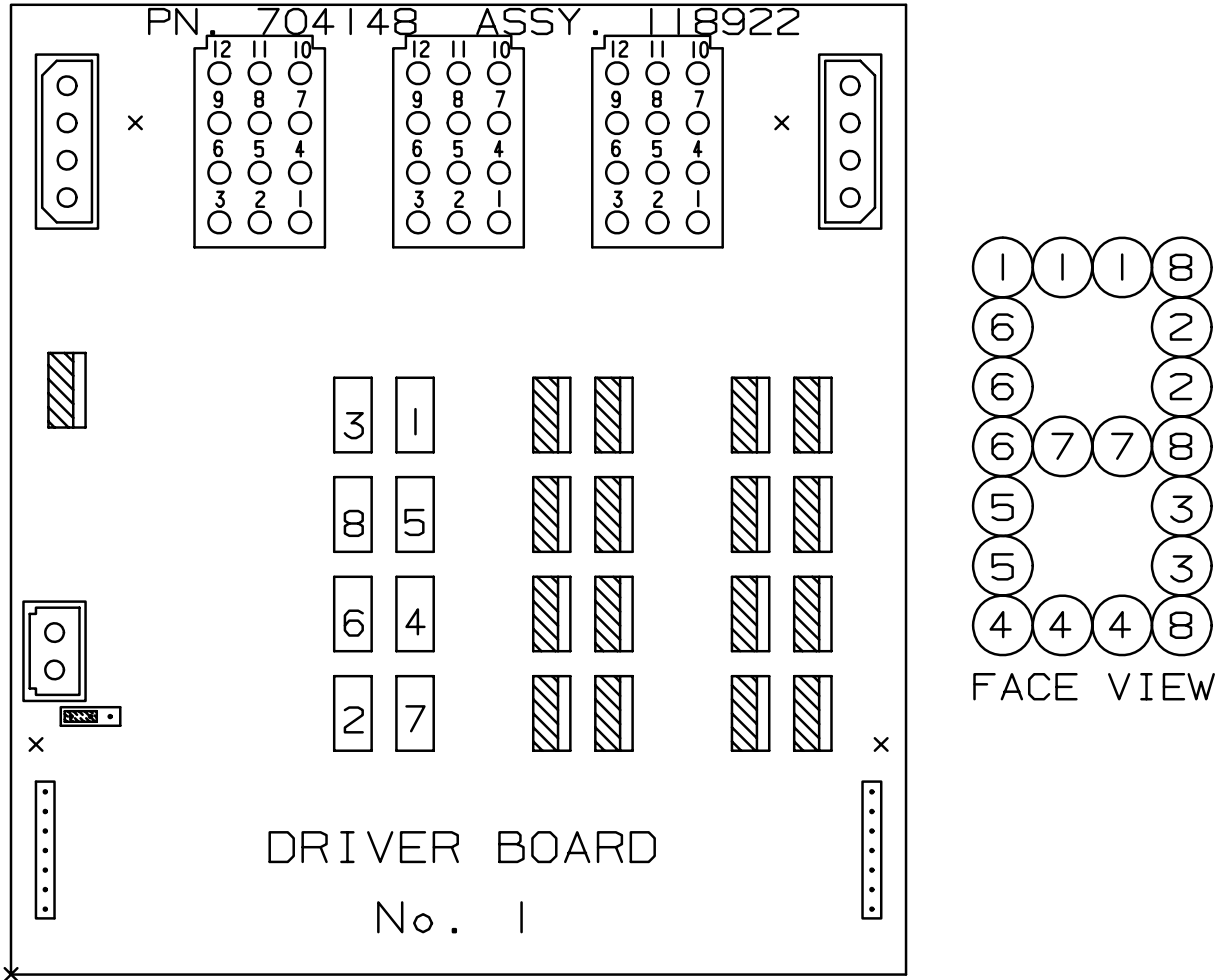 PN. 704148 ASSY. 118922
12 11 10 12 11 10 12 11 10
9 8 7 9 8 7 9 8 7
6 5 4 6 5 4 6 5 4
3 2 1 3 2 1 3 2 1
3 1
8 5
6 4
2 7
DRIVER BOARD
No. 1
1 1 1 8
6 2
6 2
6 7 7 8
5 3
5 3
4 4 4 8
FACE VIEW